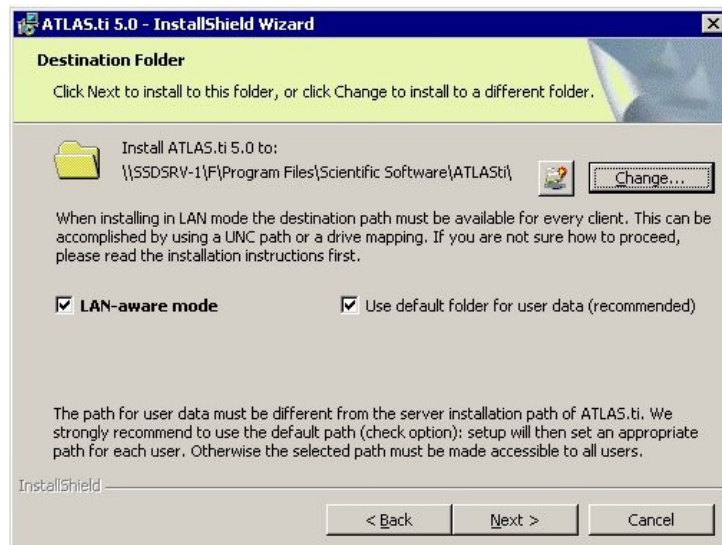 ATLAS.ti 5.0 - InstallShield Wizard
Destination Folder
Click Next to install to this folder, or click Change to install to a different folder.
Install ATLAS.ti 5.0 to:
\\SSDSRV-1\F\Program Files\Scientific Software\ATLASti\
Change...
When installing in LAN mode the destination path must be available for every client. This can be
accomplished by using a UNC path or a drive mapping. If you are not sure how to proceed,
please read the installation instructions first.
LAN-aware mode
Use default folder for user data (recommended)
The path for user data must be different from the server installation path of ATLAS.ti. We
strongly recommend to use the default path (check option): setup will then set an appropriate
path for each user. Otherwise the selected path must be made accessible to all users.
InstallShield
< Back
Next >
Cancel